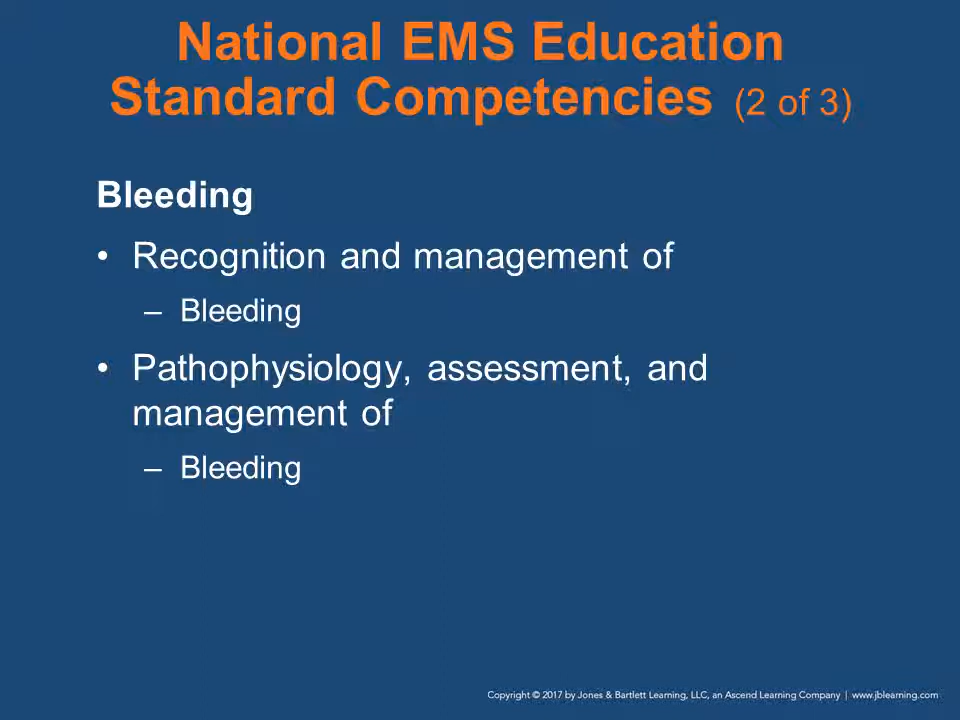 National EMS Education
Standard Competencies (2 of 3)
Bleeding
• Recognition and management of
– Bleeding
• Pathophysiology, assessment, and
management of
– Bleeding
Copyright © 2017 by Jones & Bartlett Learning, LLC, an Ascend Learning Company | www.jblearning.com